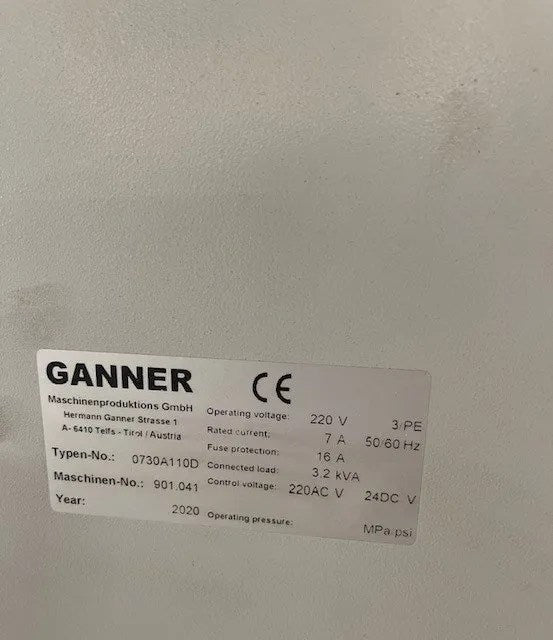 GANNER CE
Maschinenproduktions GmbH
Hermann Ganner Strasse 1
A- 6410 Telfs - Tirol / Austria
Typen-No.: 0730A110D
Maschinen-No.: 901.041
Year: 2020
Operating voltage: 220 V 3/PE
Rated current: 7 A 50/60 Hz
Fuse protection: 16 A
Connected load: 3.2 kVA
Control voltage: 220AC V 24DC V
Operating pressure: MPa psi